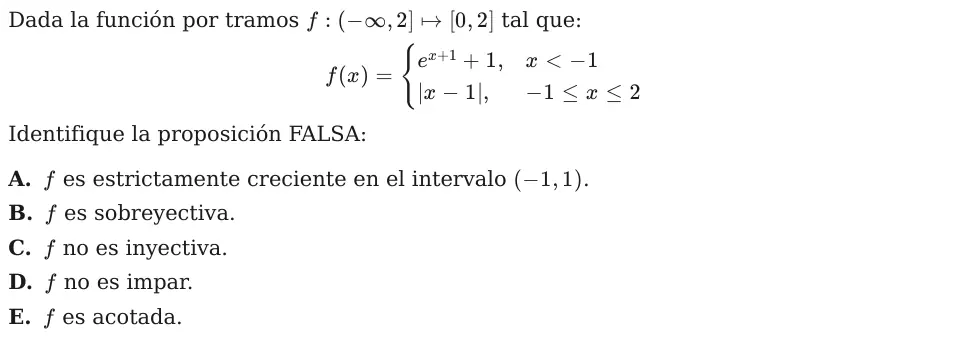 Dada la función por tramos f : (−∞, 2] ↦ [0, 2] tal que:
f(x) = { e^{x+1} + 1, x < −1
|x − 1|, −1 ≤ x ≤ 2
Identifique la proposición FALSA:
A. f es estrictamente creciente en el intervalo (−1, 1).
B. f es sobreyectiva.
C. f no es inyectiva.
D. f no es impar.
E. f es acotada.